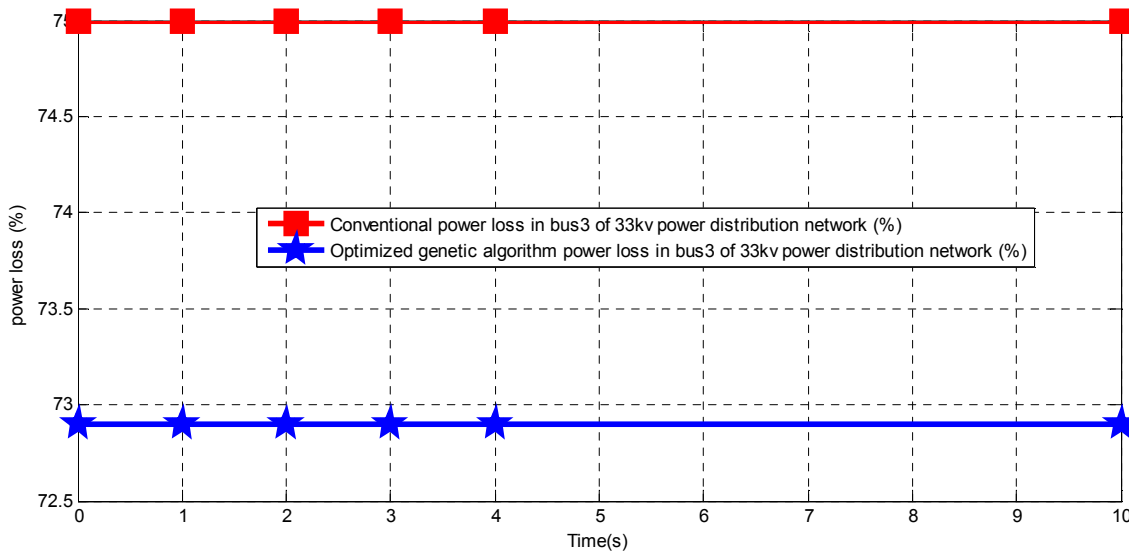 75
74.5
74
73.5
73
72.5
power loss (%)
Conventional power loss in bus3 of 33kv power distribution network (%)
Optimized genetic algorithm power loss in bus3 of 33kv power distribution network (%)
0 1 2 3 4 5 6 7 8 9 10
Time(s)